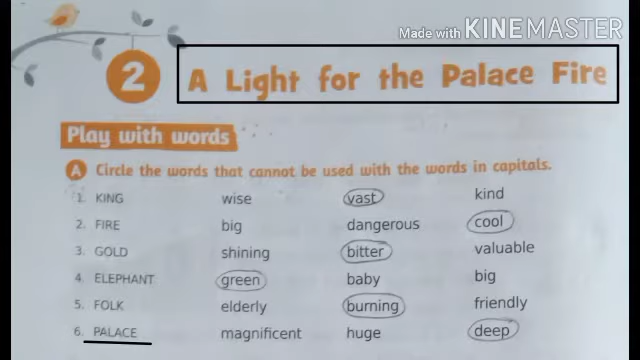 Made with KINEMASTER
2 A Light for the Palace Fire
Play with words
A Circle the words that cannot be used with the words in capitals.
1. KING wise vast kind
2. FIRE big dangerous cool
3. GOLD shining bitter valuable
4. ELEPHANT green baby big
5. FOLK elderly burning friendly
6. PALACE magnificent huge deep